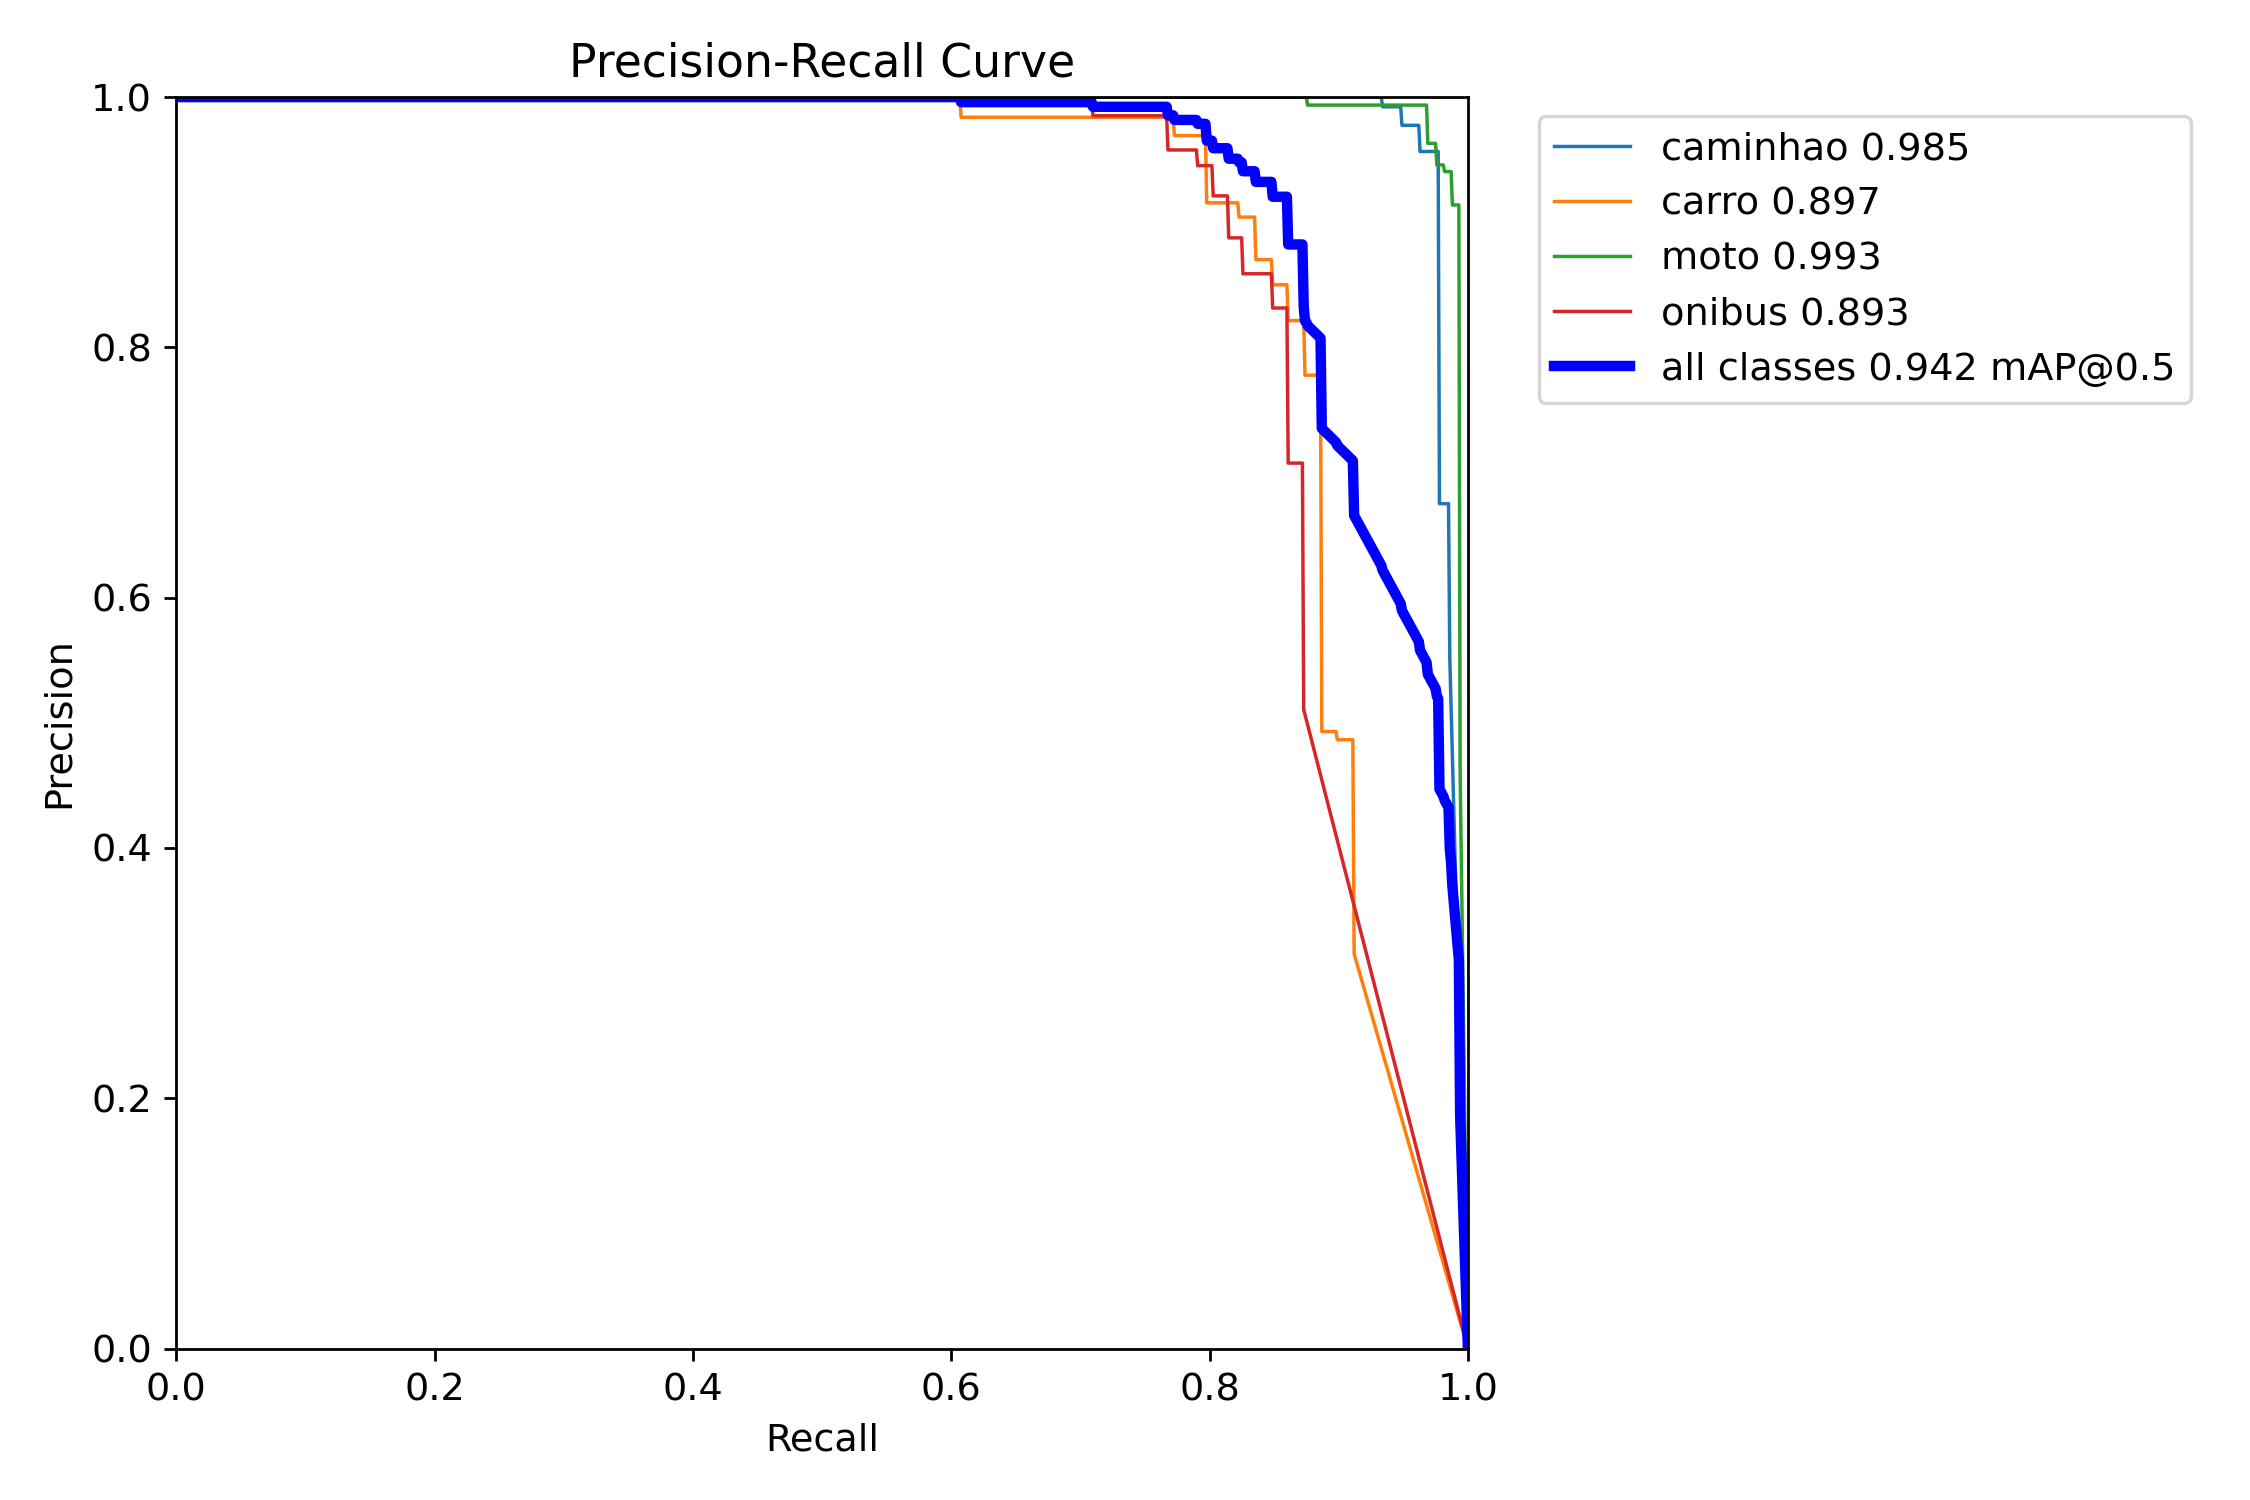 Precision-Recall Curve
1.0
0.8
0.6
0.4
0.2
0.0
Precision
0.0 0.2 0.4 0.6 0.8 1.0
Recall
caminhao 0.985
carro 0.897
moto 0.993
onibus 0.893
all classes 0.942 mAP@0.5